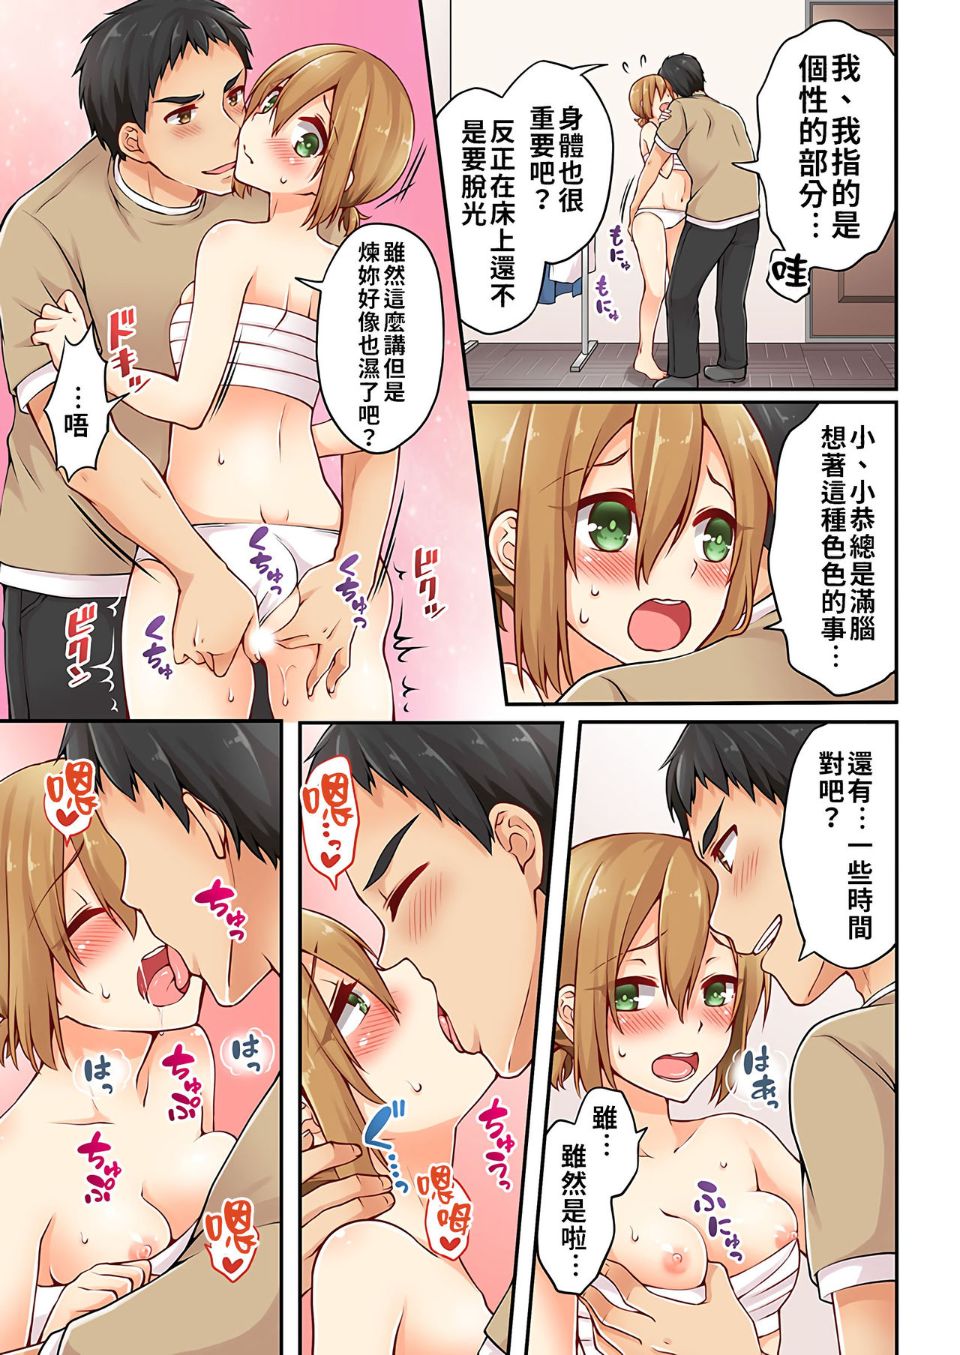 我、我指的是
個性的部分…
哇
身體也很
重要吧？
反正在床上還不
是要脫光
もにゅ
もにゅ
小、小恭總是滿腦
想著這種色色的事…
雖然這麼講但是
煉妳好像也濕了吧？
ドキッ
…唔
くちゅっ
くちゅ
くちゅ
ビクッ
ビクン
還有…一些時間
對吧？
はあっ
雖…
雖然是啦…
ふにゅっ
嗯…っ
ぐ…っ
ちゅうっ
嗯呣
嗯
ちゅっ
はっ
はっ
ちゅぷ
ちゅぷ
嗯